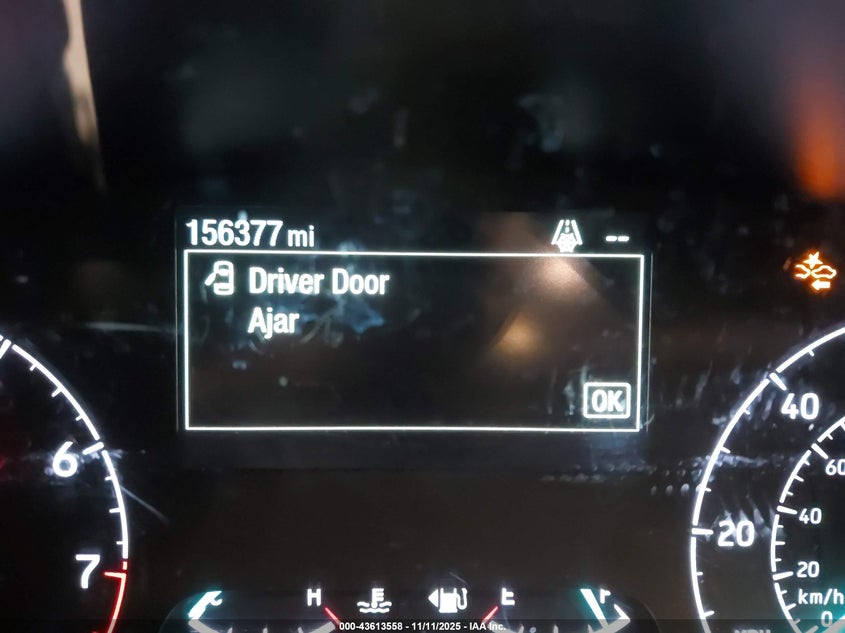 156377 mi --
Driver Door
Ajar
OK
6
7
40
20
60
40
20
km/h
0
H
000-43613558 - 11/11/2025 - IAA Inc.